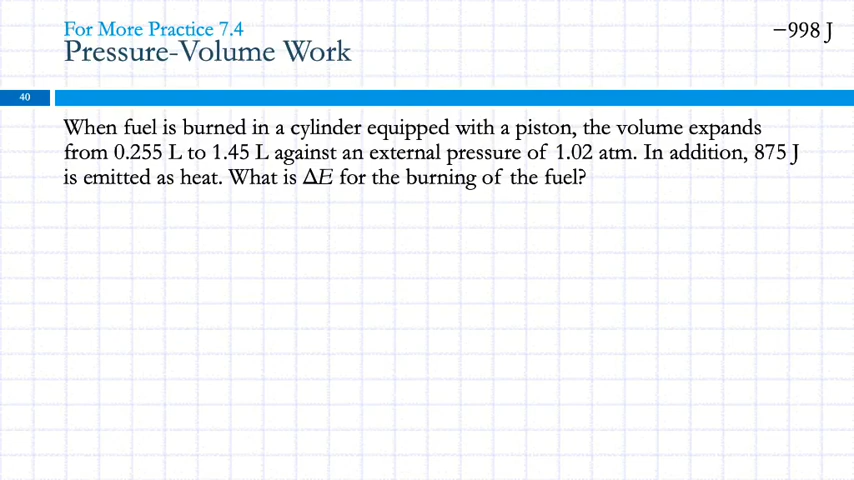 For More Practice 7.4
Pressure-Volume Work
−998 J
40
When fuel is burned in a cylinder equipped with a piston, the volume expands
from 0.255 L to 1.45 L against an external pressure of 1.02 atm. In addition, 875 J
is emitted as heat. What is ΔE for the burning of the fuel?